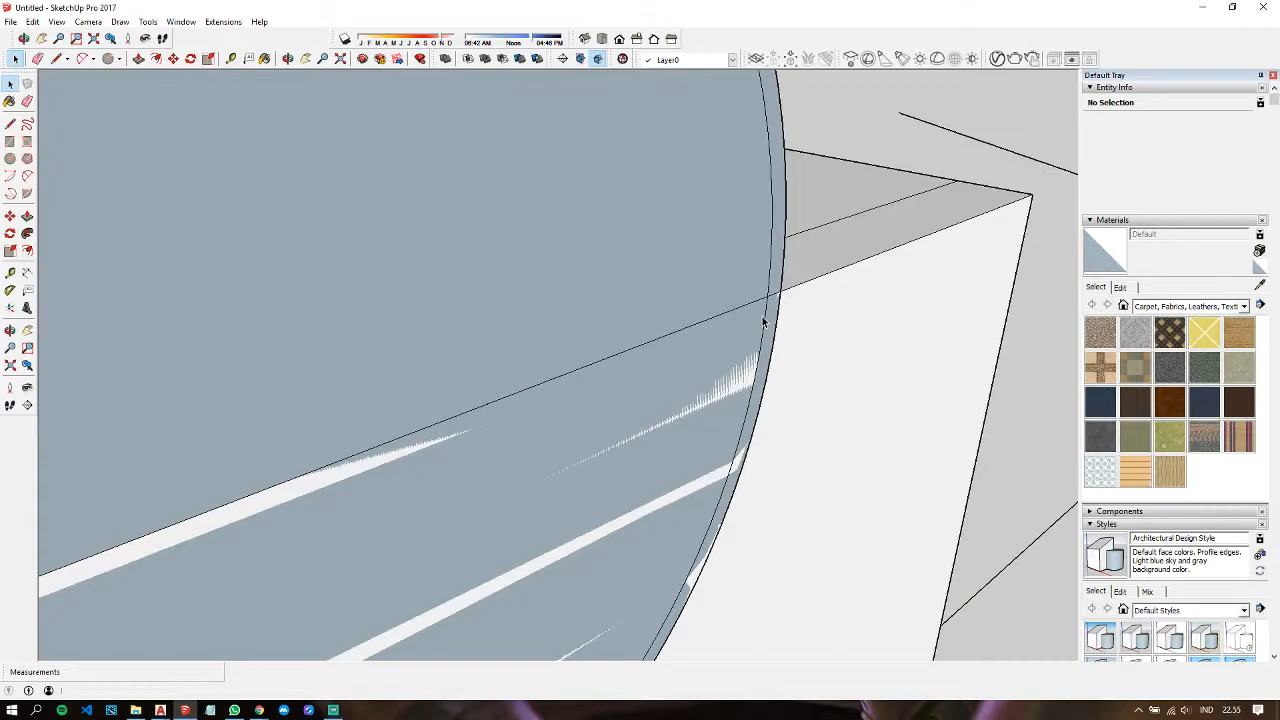 Untitled - SketchUp Pro 2017
File Edit View Camera Draw Tools Window Extensions Help
J F M A M J J A S O N D
06:42 AM Noon 04:46 PM
Layer0
Default Tray
Entity Info
No Selection
Materials
Default
Select Edit
Carpet, Fabrics, Leathers, Texti
Components
Styles
Architectural Design Style
Default face colors. Profile edges.
Light blue sky and gray
background color.
Select Edit Mix
Default Styles
Measurements
IND 22.55